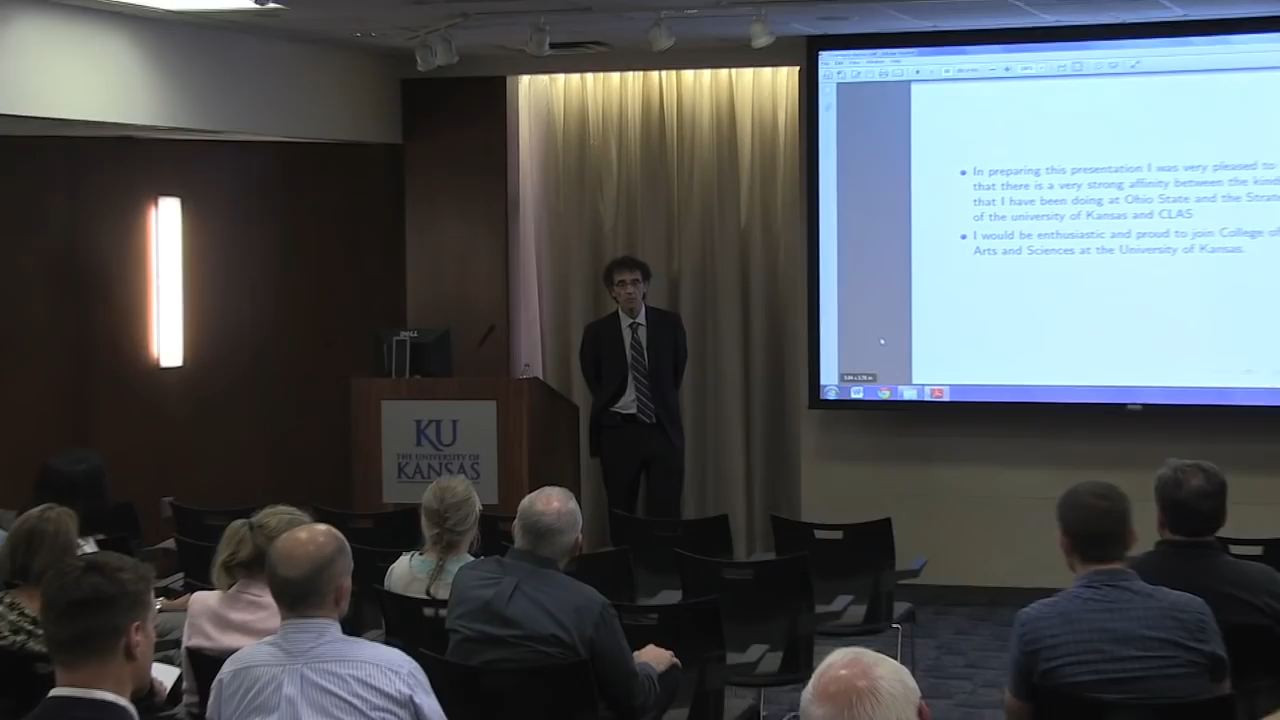 DELL
KU
THE UNIVERSITY OF
KANSAS
In preparing this presentation I was very pleased to
that there is a very strong affinity between the kind
that I have been doing at Ohio State and the Strate
of the university of Kansas and CLAS
I would be enthusiastic and proud to join College of
Arts and Sciences at the University of Kansas.